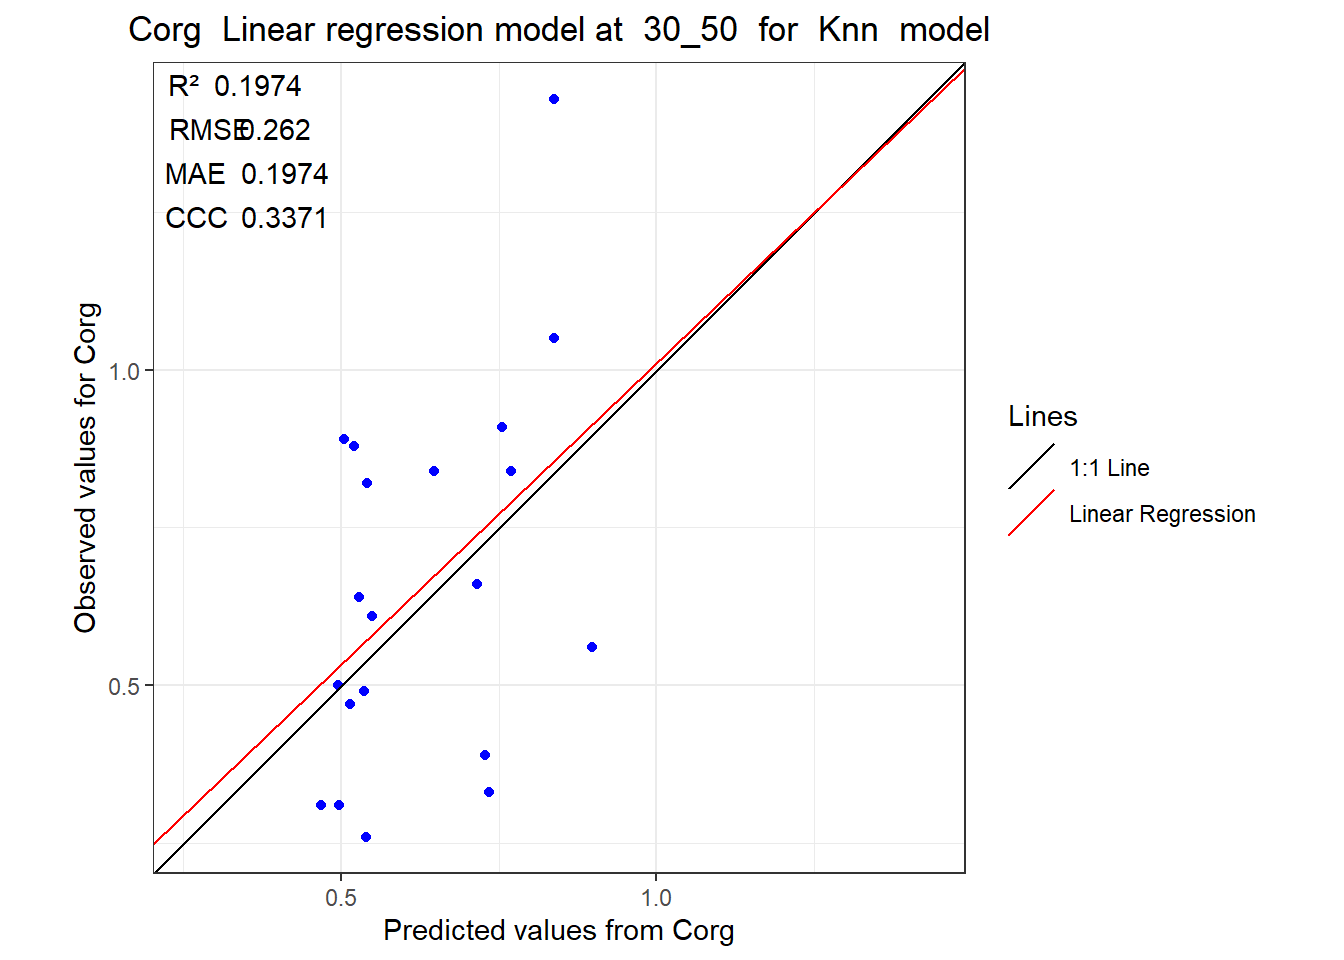 Corg  Linear regression model at  30_50  for  Knn  model
R²  0.1974
RMSE 0.262
MAE  0.1974
CCC  0.3371
Observed values for Corg
1.0
0.5
0.5
1.0
Predicted values from Corg
Lines
1:1 Line
Linear Regression